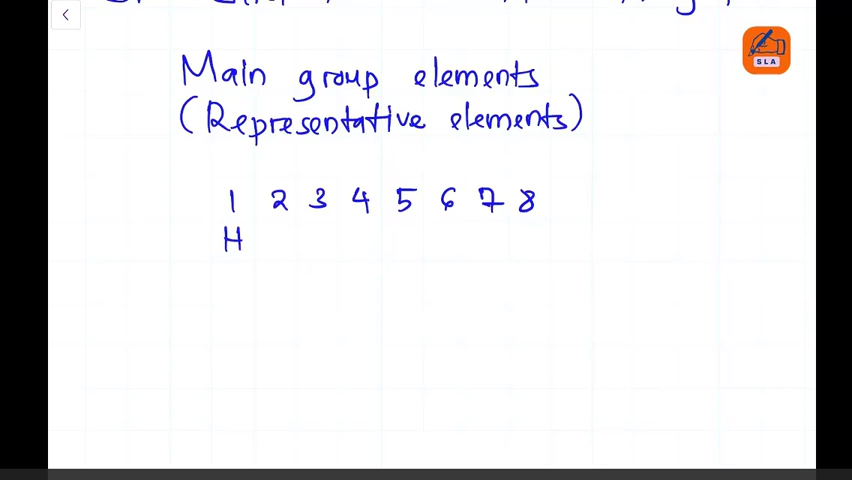 Main group elements
(Representative elements)
1 2 3 4 5 6 7 8
H
SLA